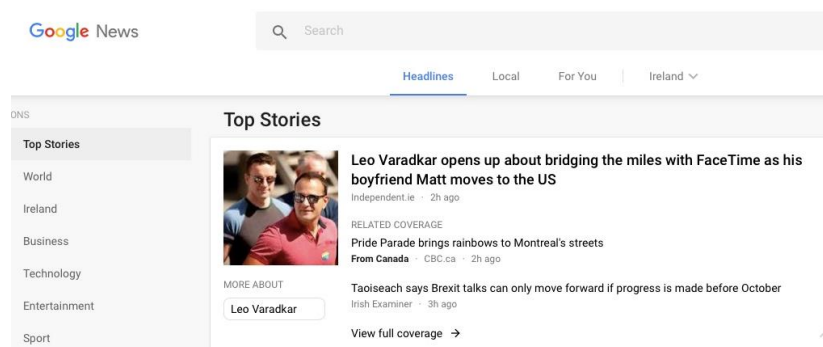 Google News
Search
Headlines Local For You Ireland
ONS
Top Stories
World
Ireland
Business
Technology
Entertainment
Sport
Top Stories
Leo Varadkar opens up about bridging the miles with FaceTime as his
boyfriend Matt moves to the US
Independent.ie · 2h ago
RELATED COVERAGE
Pride Parade brings rainbows to Montreal's streets
From Canada · CBC.ca · 2h ago
MORE ABOUT
Leo Varadkar
Taoiseach says Brexit talks can only move forward if progress is made before October
Irish Examiner · 3h ago
View full coverage →